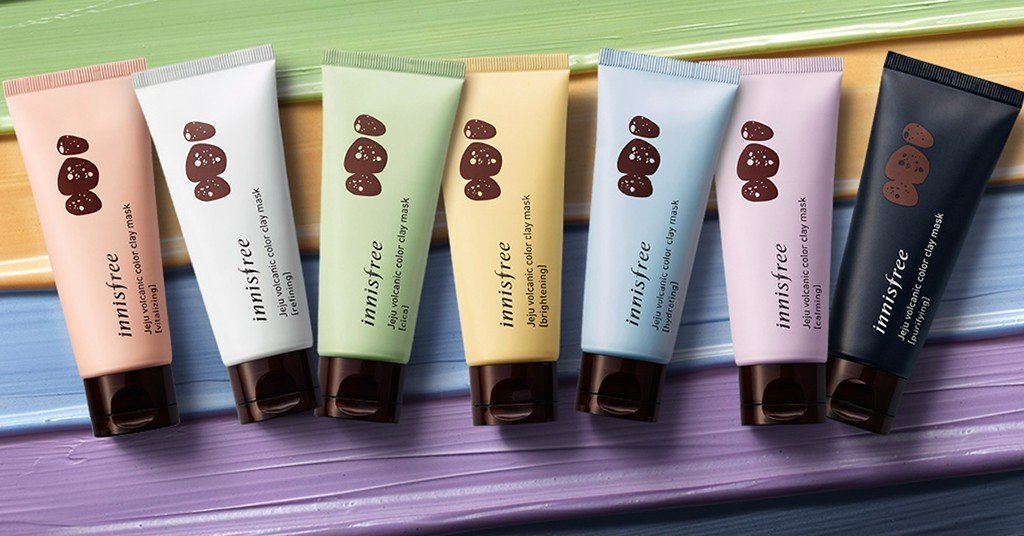 innisfree
Jeju volcanic color clay mask
[vitalizing]
innisfree
Jeju volcanic color clay mask
[refining]
innisfree
Jeju volcanic color clay mask
[cica]
innisfree
Jeju volcanic color clay mask
[brightening]
innisfree
Jeju volcanic color clay mask
[hydrating]
innisfree
Jeju volcanic color clay mask
[calming]
innisfree
Jeju volcanic color clay mask
[purifying]